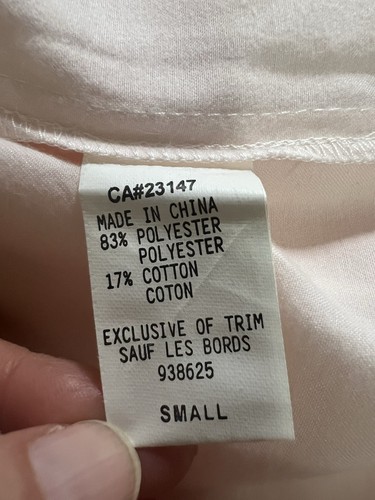 CA#23147
MADE IN CHINA
83% POLYESTER
POLYESTER
17% COTTON
COTON
EXCLUSIVE OF TRIM
SAUF LES BORDS
938625
SMALL